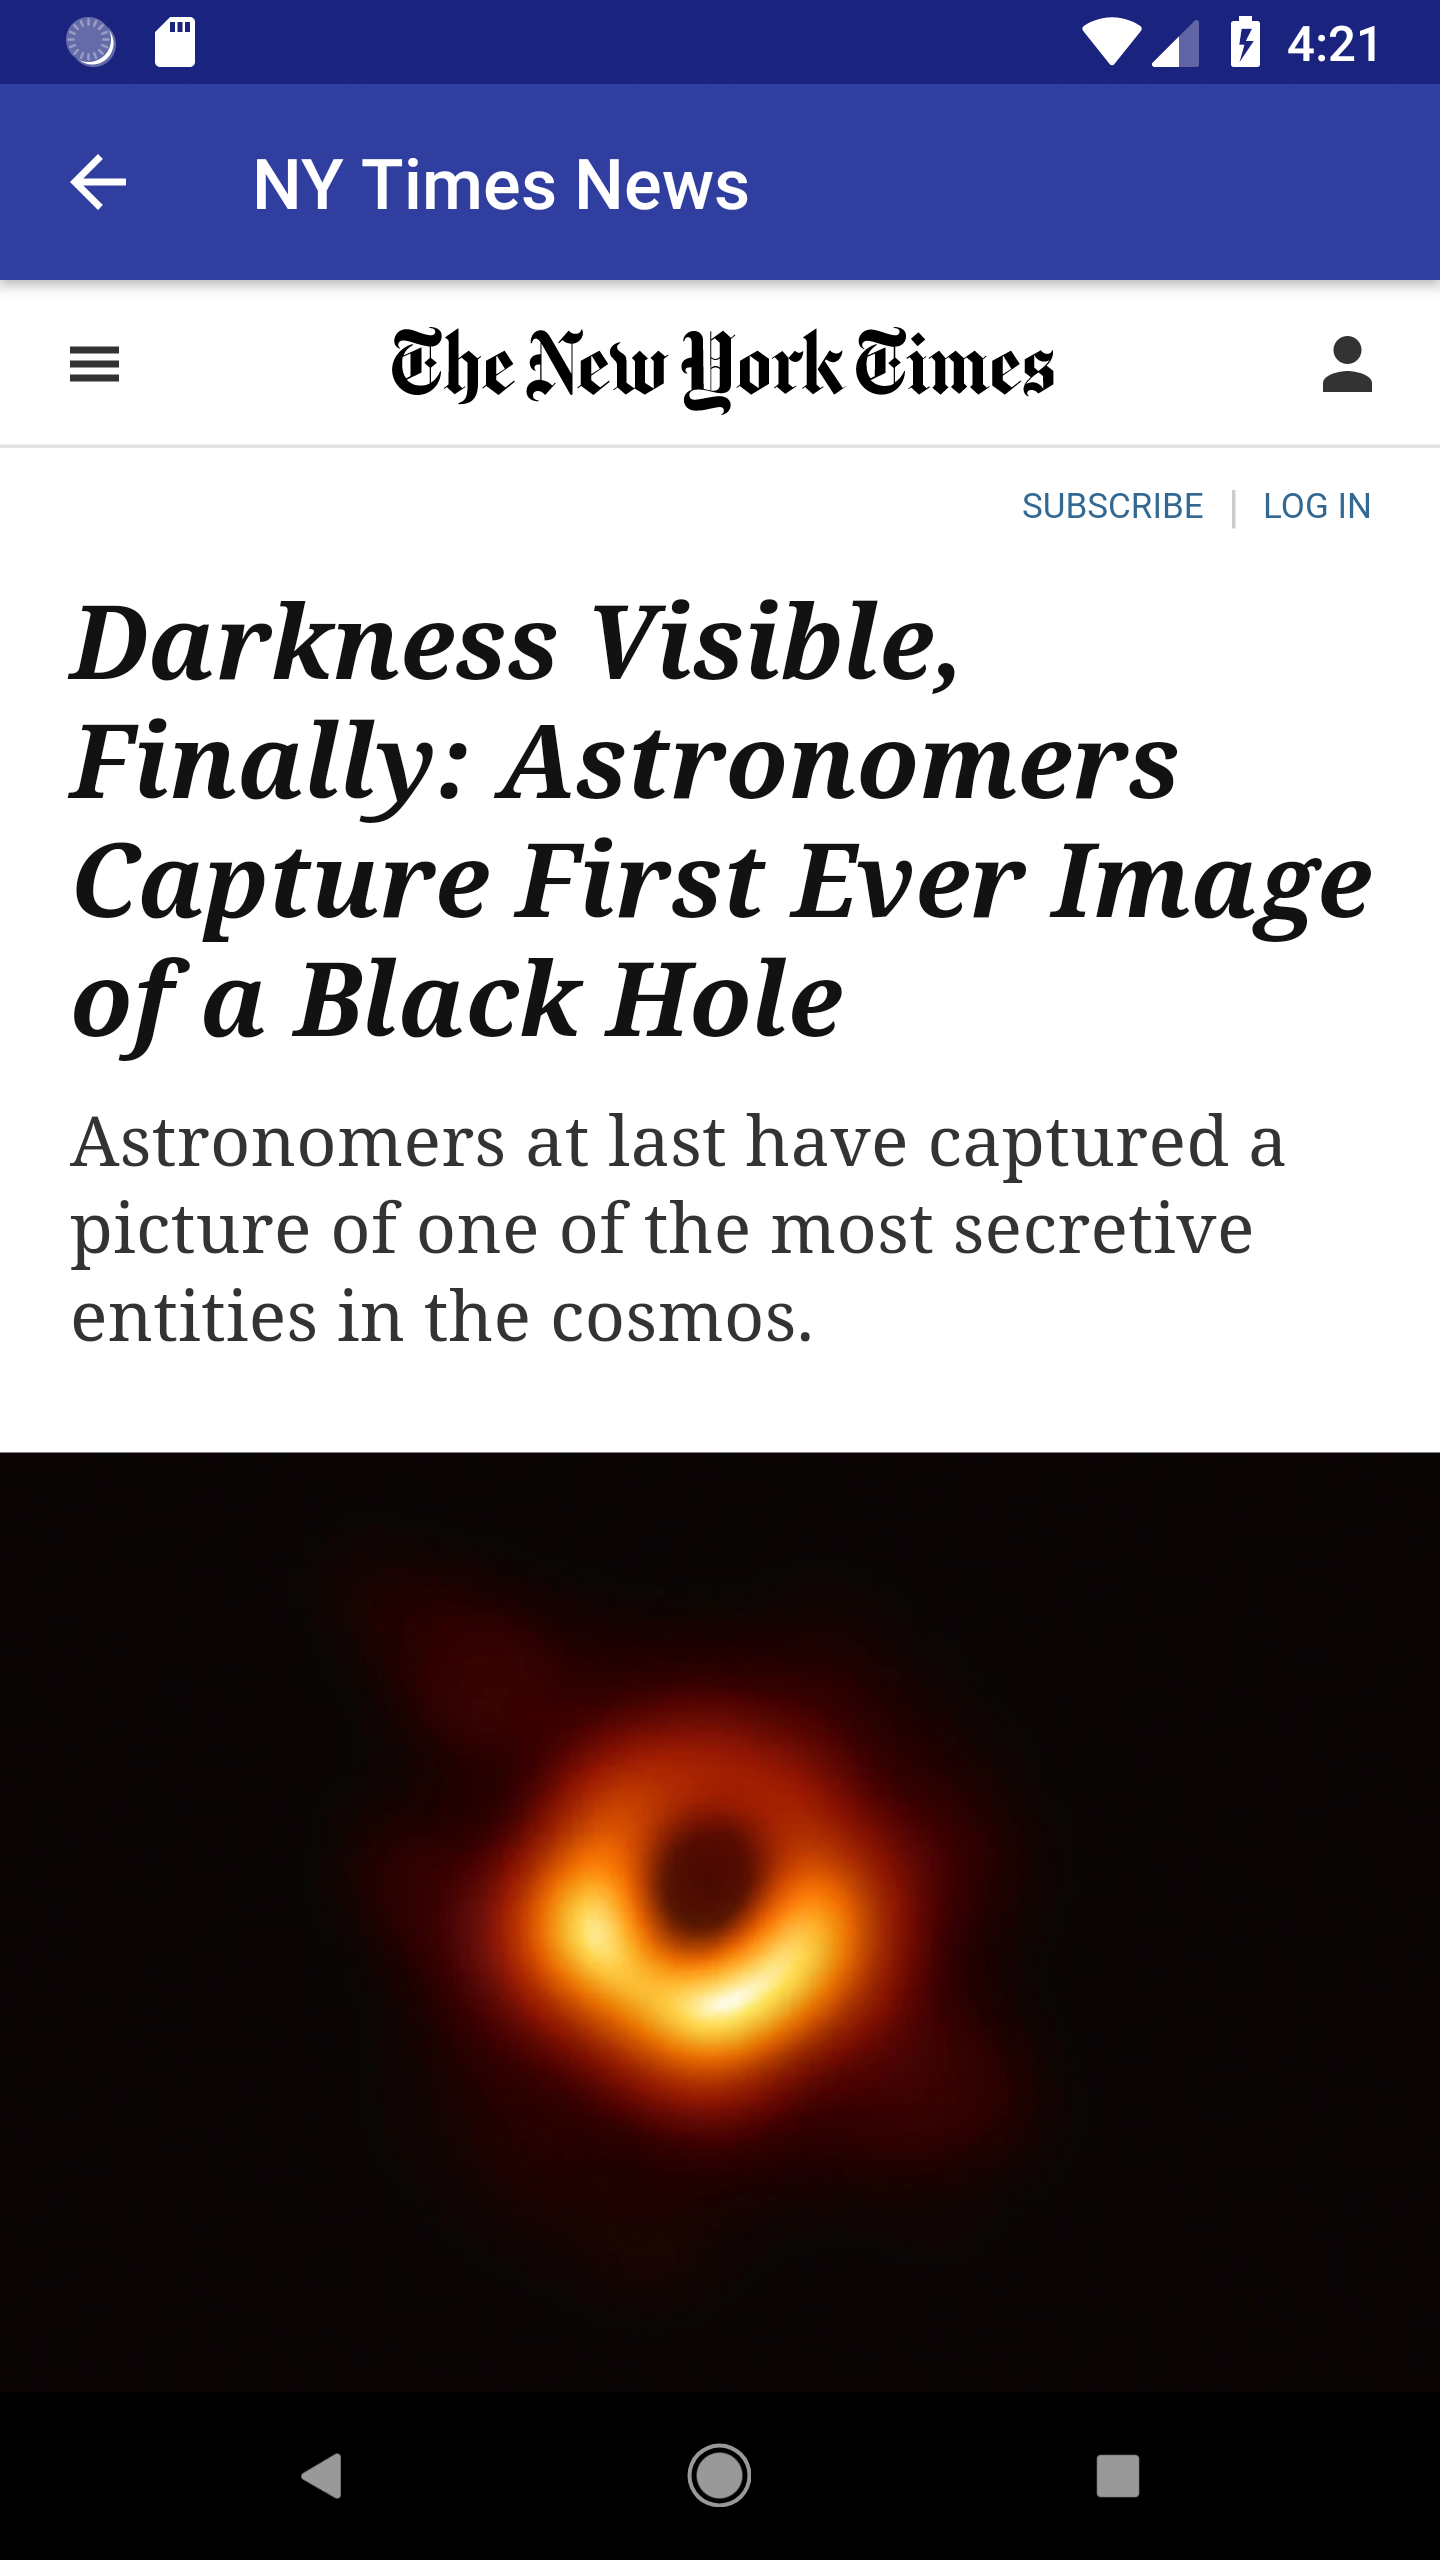 4:21
NY Times News
The New York Times
SUBSCRIBE | LOG IN
Darkness Visible,
Finally: Astronomers
Capture First Ever Image
of a Black Hole
Astronomers at last have captured a
picture of one of the most secretive
entities in the cosmos.